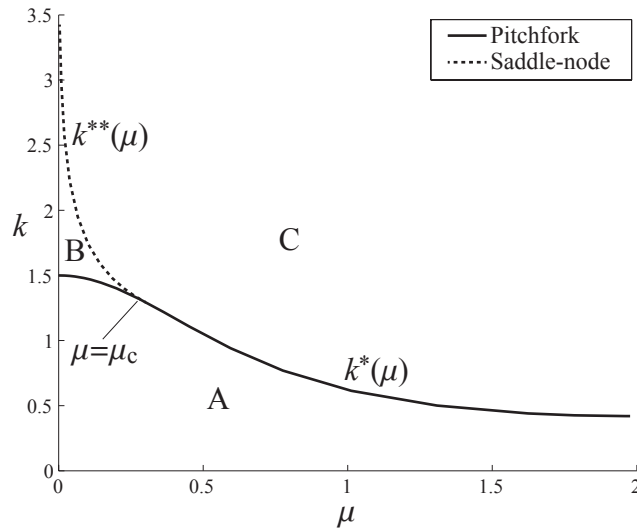 3.5
Pitchfork
Saddle-node
3
k**(μ)
2.5
2
k
C
B
1.5
μ=μc
1
k*(μ)
A
0.5
0
0
0.5
1
1.5
2
μ